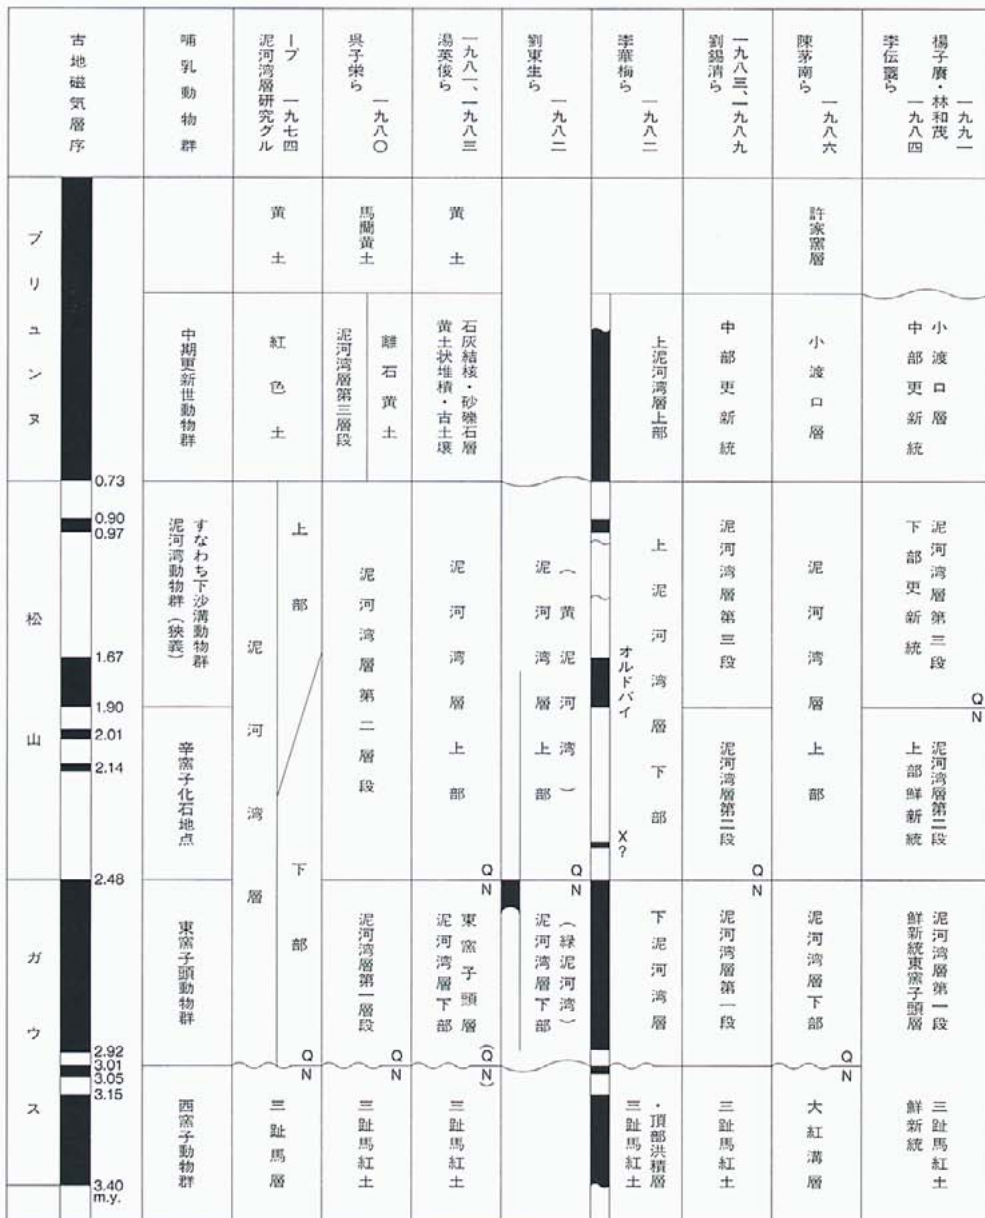 古地磁気層序
哺乳動物群
泥河湾層研究グル
ープ 一九七四
呉子栄ら
一九八〇
湯英俊ら
一九八一、一九八三
劉東生ら
一九八二
李華梅ら
一九八二
劉錫清ら
一九八三、一九八九
陳茅南ら
一九八六
李伝夔ら
一九八四
楊子賡・林和茂
一九九一
ブリュンヌ
松山
ガウス
0.73
0.90
0.97
1.67
1.90
2.01
2.14
2.48
2.92
3.01
3.05
3.15
3.40
m.y.
中期更新世動物群
泥河湾動物群(狭義)
すなわち下沙溝動物群
辛窰子化石地点
東窰子頭動物群
西窰子動物群
黄土
紅色土
泥河湾層
上部
下部
Q
N
三趾馬層
馬蘭黄土
泥河湾層第三層段
離石黄土
泥河湾層第二層段
泥河湾層第一層段
Q
N
三趾馬紅土
黄土
黄土状堆積・古土壌
石灰結核・砂礫石層
泥河湾層上部
Q
N
泥河湾層下部
東窰子頭層
(Q
N)
三趾馬紅土
泥河湾層上部
(黄泥河湾)
Q
N
泥河湾層下部
(緑泥河湾)
上泥河湾層上部
オルドバイ
上泥河湾層下部
X?
下泥河湾層
三趾馬紅土
・頂部洪積層
中部更新統
泥河湾層第三段
泥河湾層第二段
Q
N
泥河湾層第一段
三趾馬紅土
許家窰層
小渡口層
泥河湾層上部
泥河湾層下部
Q
N
大紅溝層
中部更新統
小渡口層
下部更新統
泥河湾層第三段
Q
N
上部鮮新統
泥河湾層第二段
鮮新統東窰子頭層
泥河湾層第一段
鮮新統
三趾馬紅土